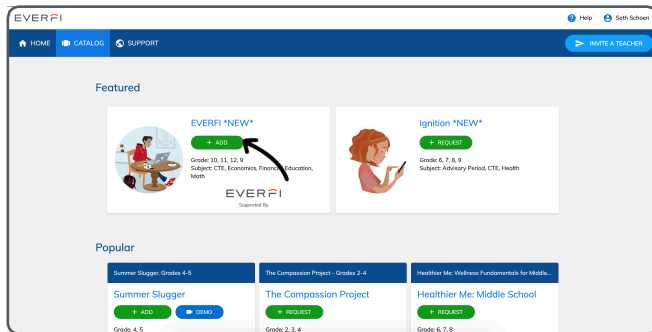 EVERFI
Help
Seth Schoen
HOME
CATALOG
SUPPORT
INVITE A TEACHER
Featured
EVERFI *NEW*
+ ADD
Grade: 10, 11, 12, 9
Subject: CTE, Economics, Financial Education,
Math
EVERFI
Supported By
Ignition *NEW*
+ REQUEST
Grade: 6, 7, 8, 9
Subject: Advisory Period, CTE, Health
Popular
Summer Slugger, Grades 4-5
Summer Slugger
+ ADD
DEMO
Grade: 4, 5
The Compassion Project - Grades 2-4
The Compassion Project
+ REQUEST
Grade: 2, 3, 4
Healthier Me: Wellness Fundamentals for Middle...
Healthier Me: Middle School
+ REQUEST
Grade: 6, 7, 8